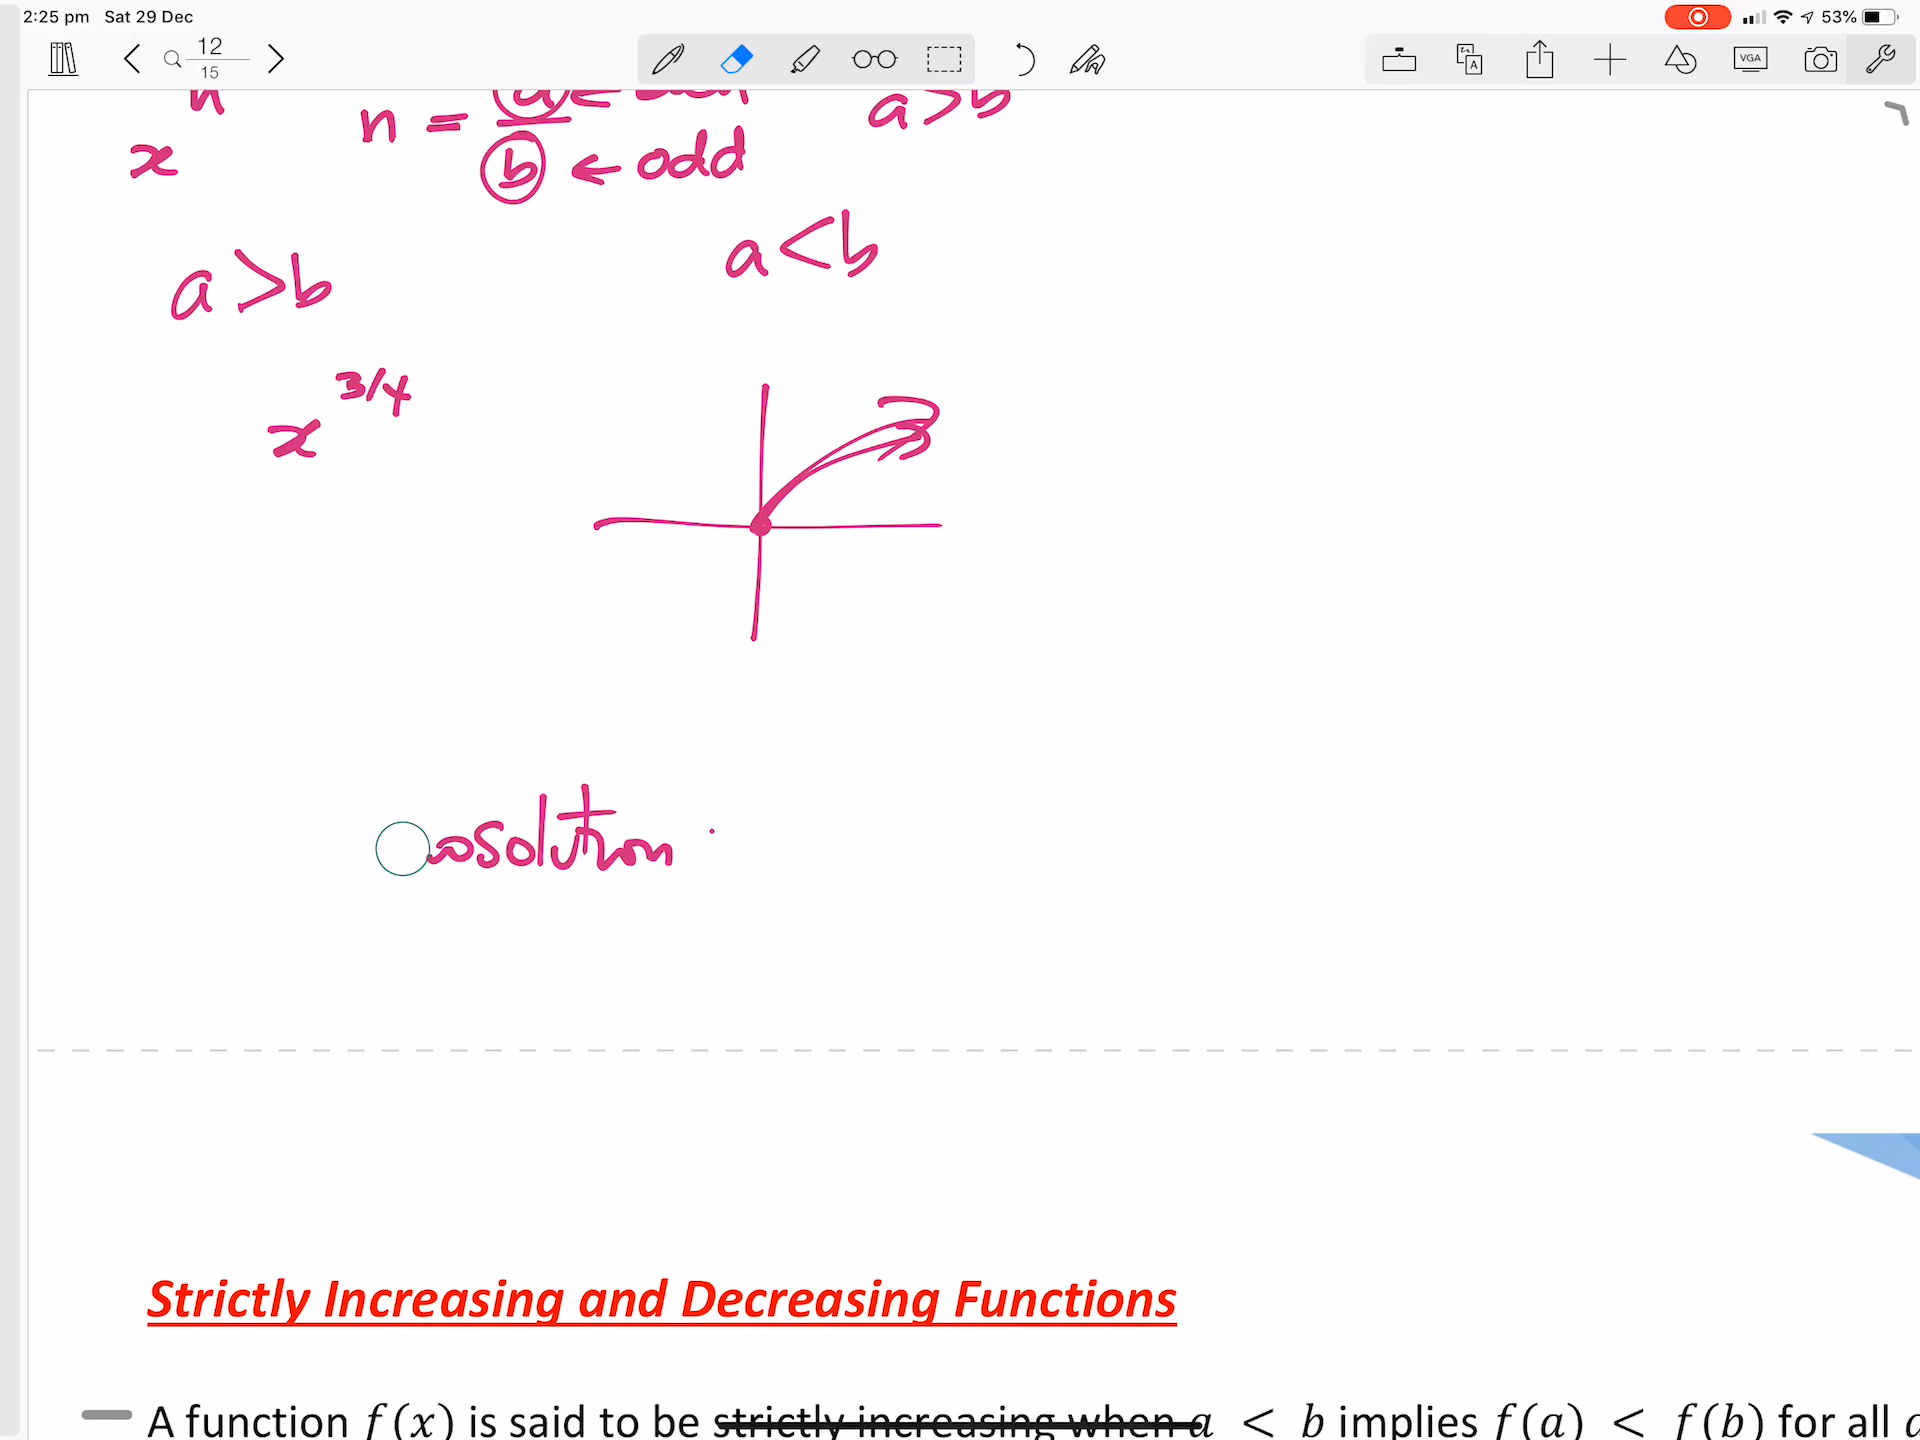 2:25 pm Sat 29 Dec 53%
12
15
A
VGA
n
x
n = a ← a > b
b ← odd
a < b
a > b
x 3/4
∞ solution
Strictly Increasing and Decreasing Functions
A function f(x) is said to be strictly increasing when a < b implies f(a) < f(b) for all